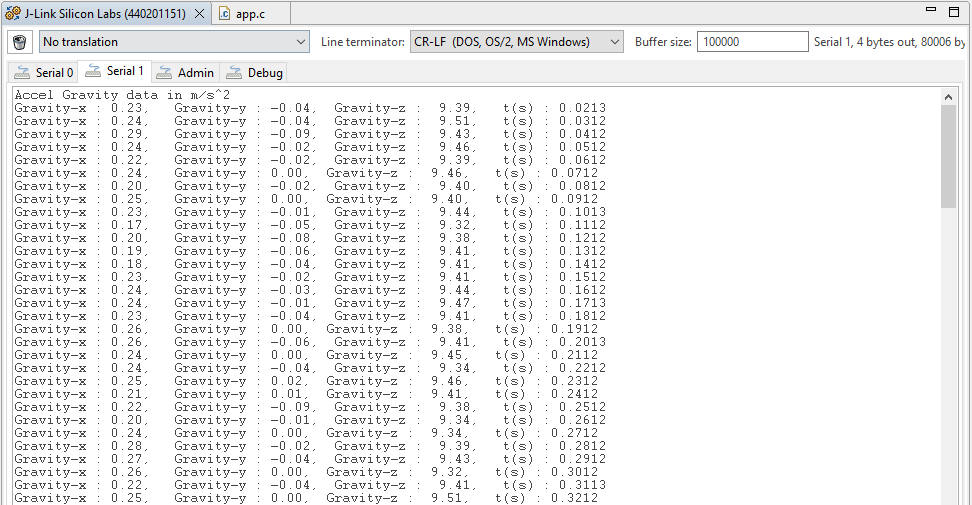 J-Link Silicon Labs (440201151) app.c
No translation Line terminator: CR-LF (DOS, OS/2, MS Windows) Buffer size: 100000 Serial 1, 4 bytes out, 80006 by
Serial 0 Serial 1 Admin Debug
Accel Gravity data in m/s^2
Gravity-x : 0.23, Gravity-y : -0.04, Gravity-z : 9.39, t(s) : 0.0213
Gravity-x : 0.24, Gravity-y : -0.04, Gravity-z : 9.51, t(s) : 0.0312
Gravity-x : 0.29, Gravity-y : -0.09, Gravity-z : 9.43, t(s) : 0.0412
Gravity-x : 0.24, Gravity-y : -0.02, Gravity-z : 9.46, t(s) : 0.0512
Gravity-x : 0.22, Gravity-y : -0.02, Gravity-z : 9.39, t(s) : 0.0612
Gravity-x : 0.24, Gravity-y : 0.00, Gravity-z : 9.46, t(s) : 0.0712
Gravity-x : 0.20, Gravity-y : -0.02, Gravity-z : 9.40, t(s) : 0.0812
Gravity-x : 0.25, Gravity-y : 0.00, Gravity-z : 9.40, t(s) : 0.0912
Gravity-x : 0.23, Gravity-y : -0.01, Gravity-z : 9.44, t(s) : 0.1013
Gravity-x : 0.17, Gravity-y : -0.05, Gravity-z : 9.32, t(s) : 0.1112
Gravity-x : 0.20, Gravity-y : -0.08, Gravity-z : 9.38, t(s) : 0.1212
Gravity-x : 0.19, Gravity-y : -0.06, Gravity-z : 9.41, t(s) : 0.1312
Gravity-x : 0.18, Gravity-y : -0.04, Gravity-z : 9.41, t(s) : 0.1412
Gravity-x : 0.23, Gravity-y : -0.02, Gravity-z : 9.41, t(s) : 0.1512
Gravity-x : 0.24, Gravity-y : -0.03, Gravity-z : 9.44, t(s) : 0.1612
Gravity-x : 0.24, Gravity-y : -0.01, Gravity-z : 9.47, t(s) : 0.1713
Gravity-x : 0.23, Gravity-y : -0.04, Gravity-z : 9.41, t(s) : 0.1812
Gravity-x : 0.26, Gravity-y : 0.00, Gravity-z : 9.38, t(s) : 0.1912
Gravity-x : 0.26, Gravity-y : -0.06, Gravity-z : 9.41, t(s) : 0.2013
Gravity-x : 0.24, Gravity-y : 0.00, Gravity-z : 9.45, t(s) : 0.2112
Gravity-x : 0.24, Gravity-y : -0.04, Gravity-z : 9.34, t(s) : 0.2212
Gravity-x : 0.25, Gravity-y : 0.02, Gravity-z : 9.46, t(s) : 0.2312
Gravity-x : 0.21, Gravity-y : 0.01, Gravity-z : 9.41, t(s) : 0.2412
Gravity-x : 0.22, Gravity-y : -0.09, Gravity-z : 9.38, t(s) : 0.2512
Gravity-x : 0.20, Gravity-y : -0.01, Gravity-z : 9.34, t(s) : 0.2612
Gravity-x : 0.24, Gravity-y : 0.00, Gravity-z : 9.34, t(s) : 0.2712
Gravity-x : 0.28, Gravity-y : -0.02, Gravity-z : 9.39, t(s) : 0.2812
Gravity-x : 0.27, Gravity-y : -0.04, Gravity-z : 9.43, t(s) : 0.2912
Gravity-x : 0.26, Gravity-y : 0.00, Gravity-z : 9.32, t(s) : 0.3012
Gravity-x : 0.22, Gravity-y : -0.04, Gravity-z : 9.41, t(s) : 0.3113
Gravity-x : 0.25, Gravity-y : 0.00, Gravity-z : 9.51, t(s) : 0.3212